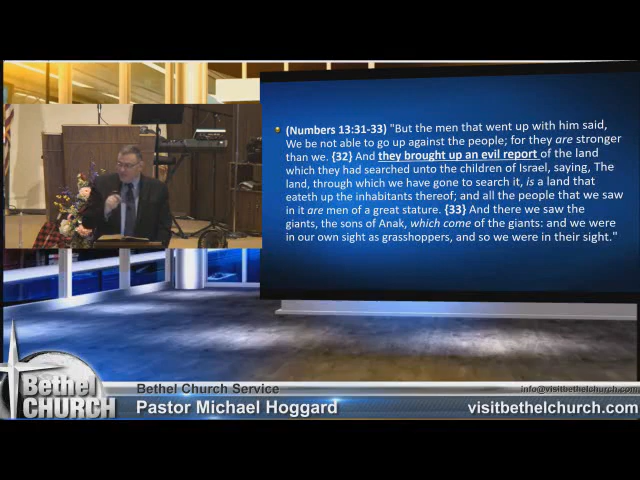 (Numbers 13:31-33) "But the men that went up with him said,
We be not able to go up against the people; for they are stronger
than we. {32} And they brought up an evil report of the land
which they had searched unto the children of Israel, saying, The
land, through which we have gone to search it, is a land that
eateth up the inhabitants thereof; and all the people that we saw
in it are men of a great stature. {33} And there we saw the
giants, the sons of Anak, which come of the giants: and we were
in our own sight as grasshoppers, and so we were in their sight."
Bethel
CHURCH
Bethel Church Service
info@visitbethelchurch.com
Pastor Michael Hoggard
visitbethelchurch.com